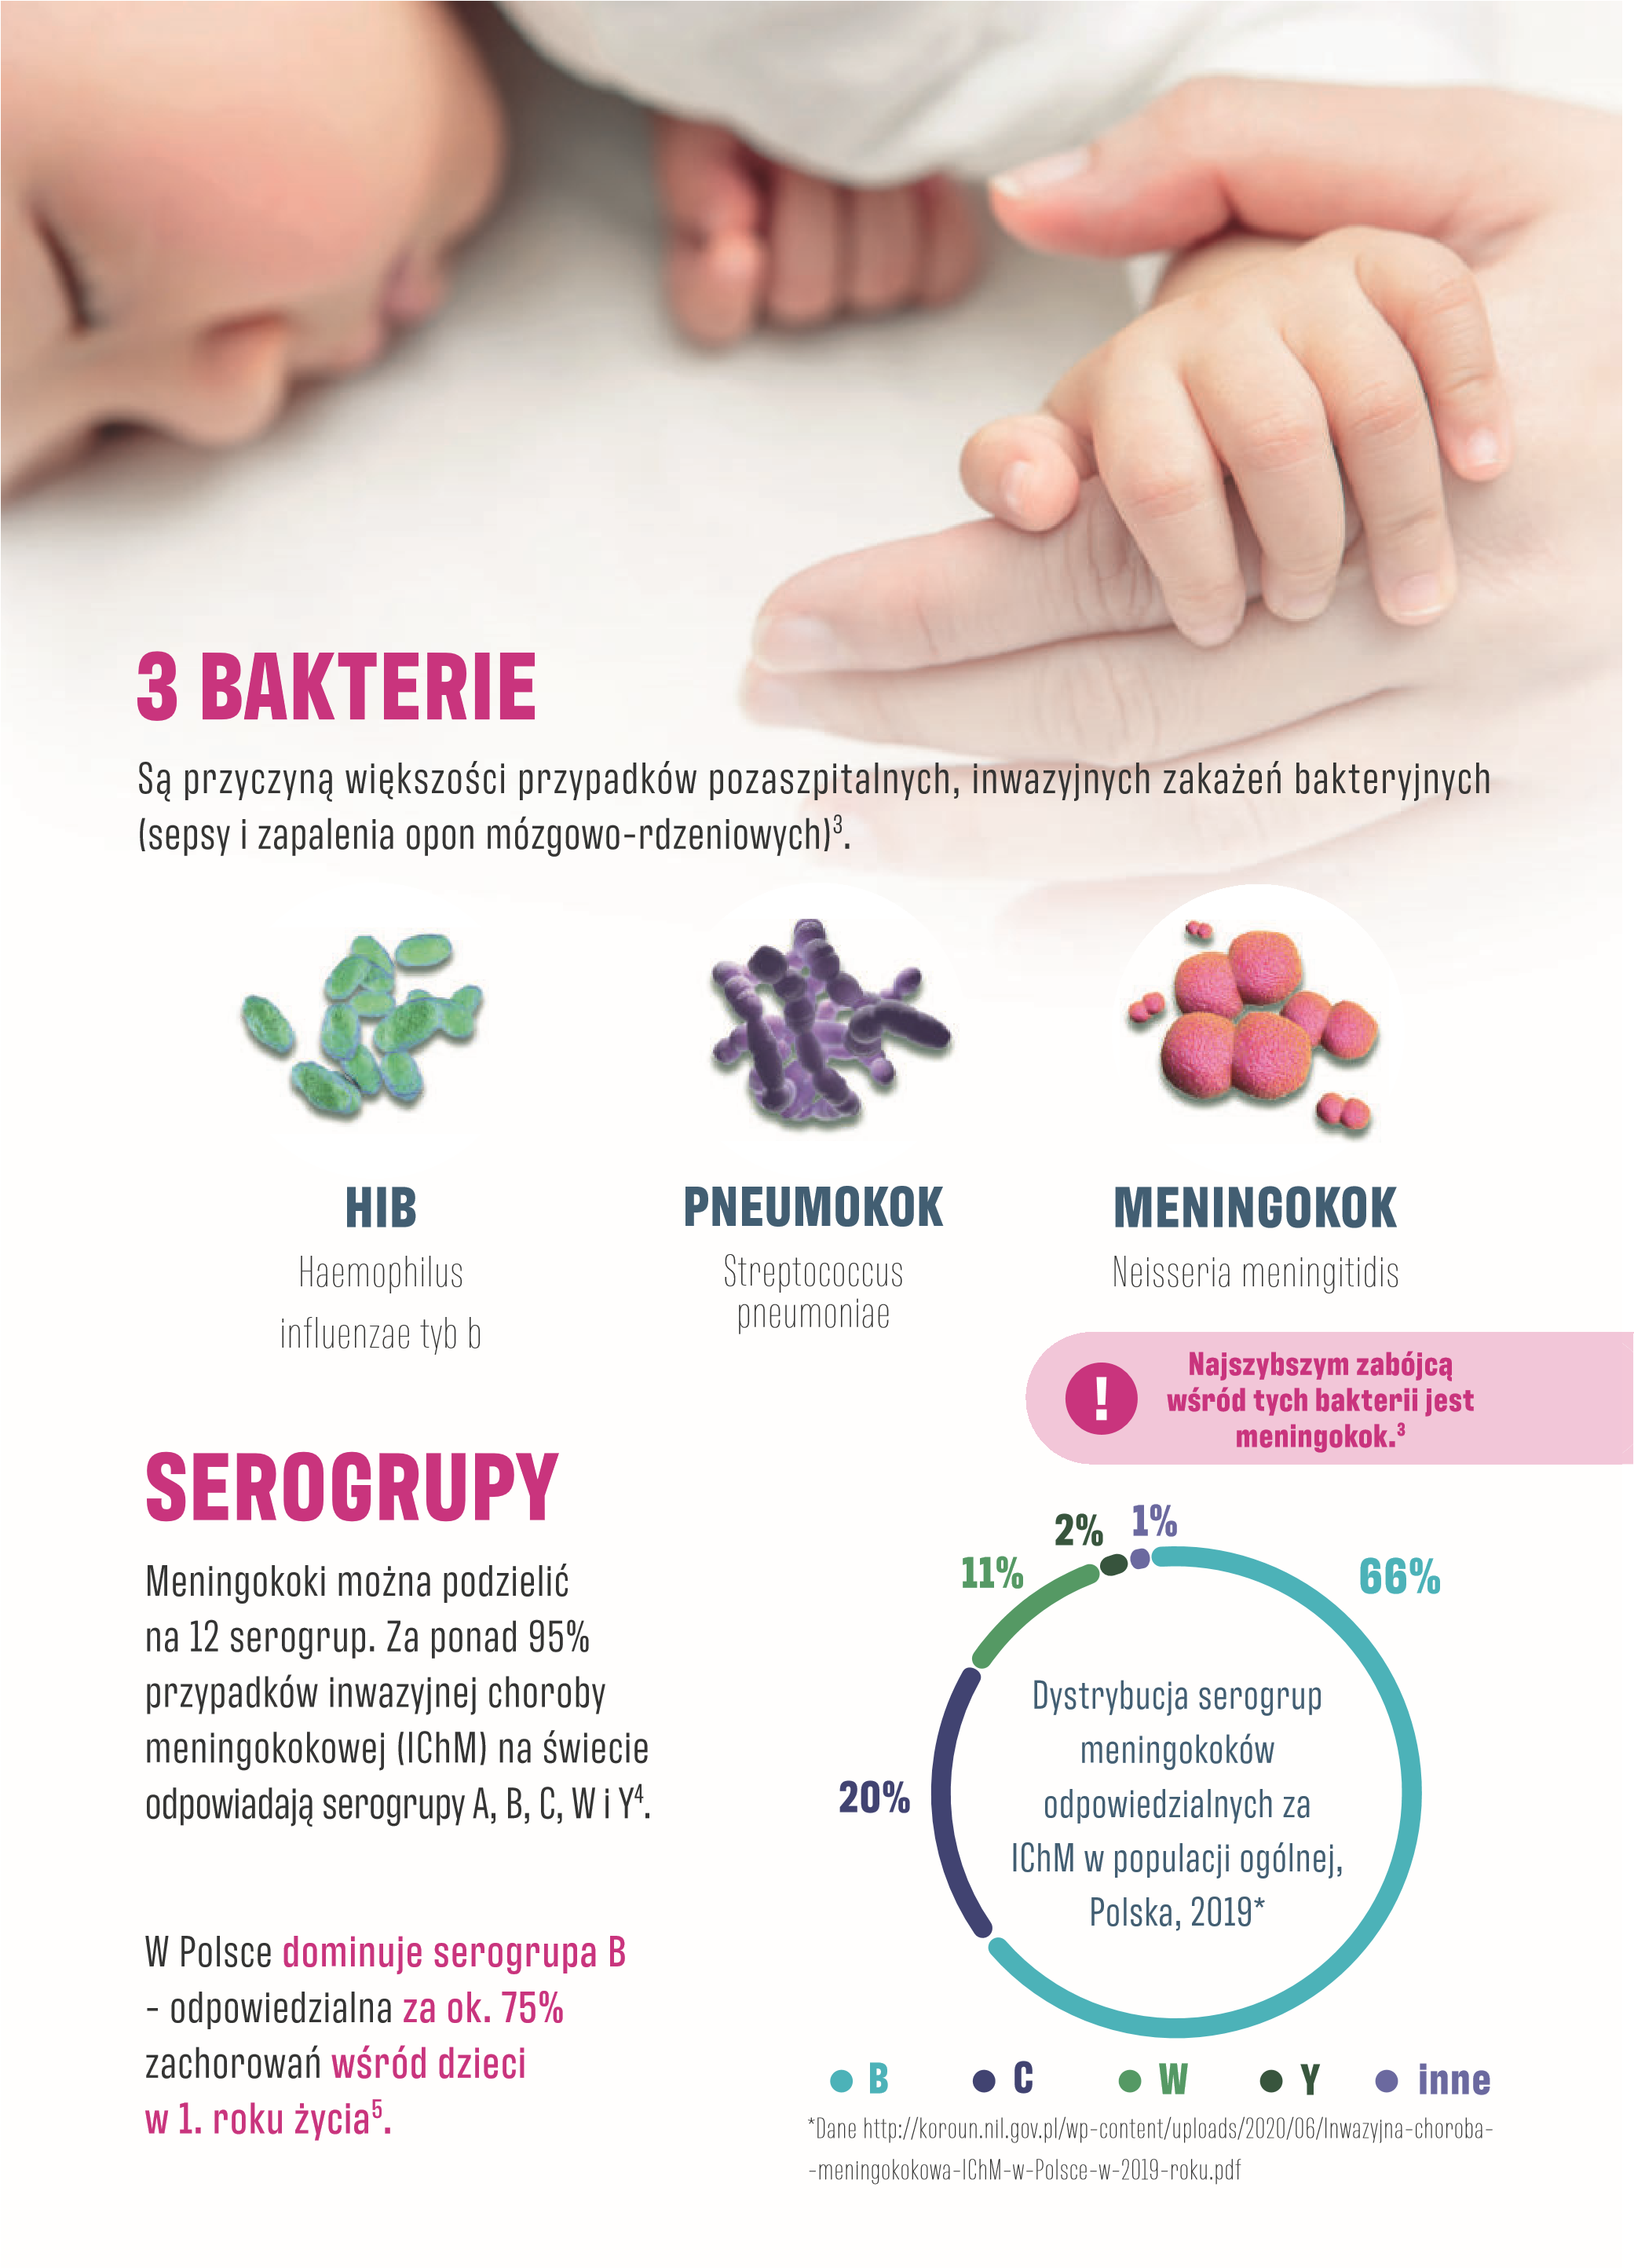 3 BAKTERIE
Są przyczyną większości przypadków pozaszpitalnych, inwazyjnych zakażeń bakteryjnych
(sepsy i zapalenia opon mózgowo-rdzeniowych)³.
HIB
Haemophilus
influenzae tyb b
PNEUMOKOK
Streptococcus
pneumoniae
MENINGOKOK
Neisseria meningitidis
!
Najszybszym zabójcą
wśród tych bakterii jest
meningokok.³
SEROGRUPY
Meningokoki można podzielić
na 12 serogrup. Za ponad 95%
przypadków inwazyjnej choroby
meningokokowej (IChM) na świecie
odpowiadają serogrupy A, B, C, W i Y⁴.
W Polsce dominuje serogrupa B
- odpowiedzialna za ok. 75%
zachorowań wśród dzieci
w 1. roku życia⁵.
2%
1%
11%
66%
20%
Dystrybucja serogrup
meningokoków
odpowiedzialnych za
IChM w populacji ogólnej,
Polska, 2019*
B
C
W
Y
inne
*Dane http://koroun.nil.gov.pl/wp-content/uploads/2020/06/Inwazyjna-choroba-
-meningokokowa-IChM-w-Polsce-w-2019-roku.pdf